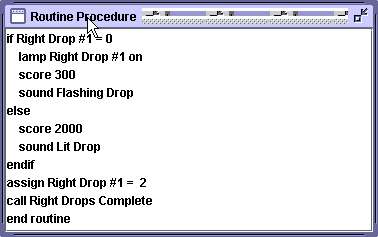 Routine Procedure
if Right Drop #1 = 0
lamp Right Drop #1 on
score 300
sound Flashing Drop
else
score 2000
sound Lit Drop
endif
assign Right Drop #1 =  2
call Right Drops Complete
end routine